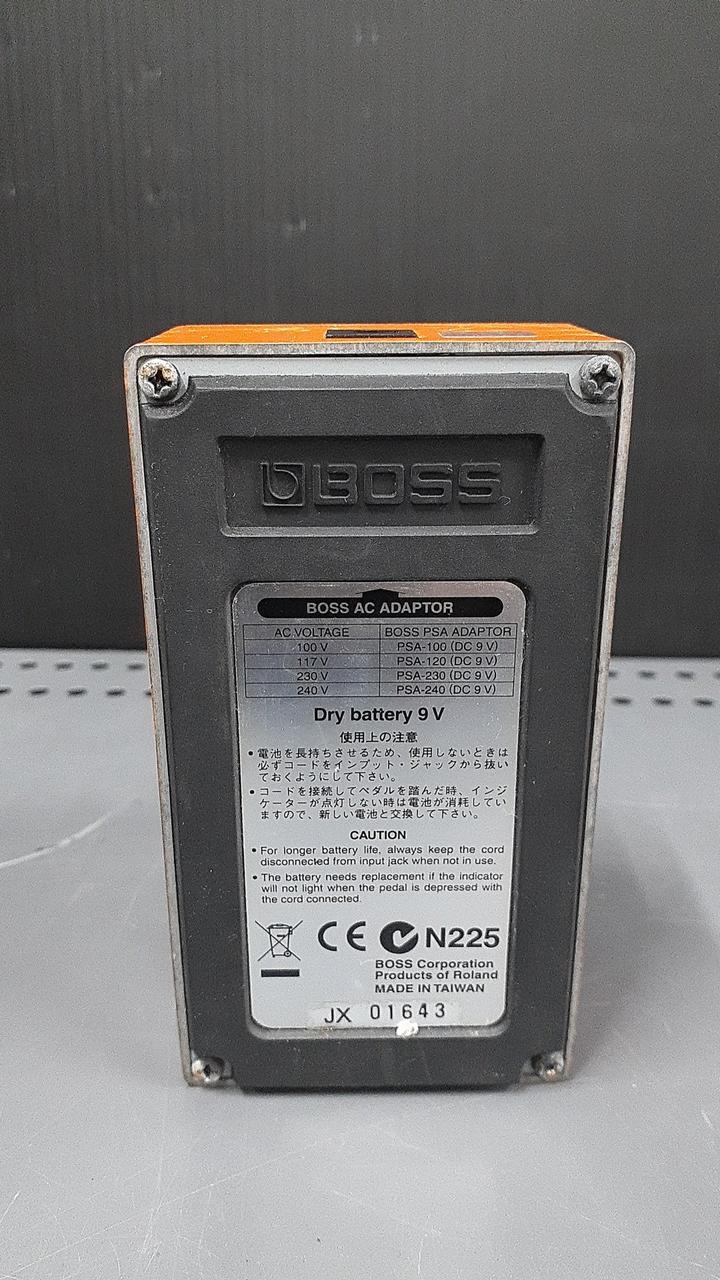 BOSS
BOSS AC ADAPTOR
AC VOLTAGE BOSS PSA ADAPTOR
100 V PSA-100 (DC 9 V)
117 V PSA-120 (DC 9 V)
230 V PSA-230 (DC 9 V)
240 V PSA-240 (DC 9 V)
Dry battery 9 V
使用上の注意
• 電池を長持ちさせるため、使用しないときは
必ずコードをインプット・ジャックから抜い
ておくようにして下さい。
• コードを接続してペダルを踏んだ時、インジ
ケーターが点灯しない時は電池が消耗してい
ますので、新しい電池と交換して下さい。
CAUTION
• For longer battery life, always keep the cord
disconnected from input jack when not in use.
• The battery needs replacement if the indicator
will not light when the pedal is depressed with
the cord connected.
CE N225
BOSS Corporation
Products of Roland
MADE IN TAIWAN
JX 01643